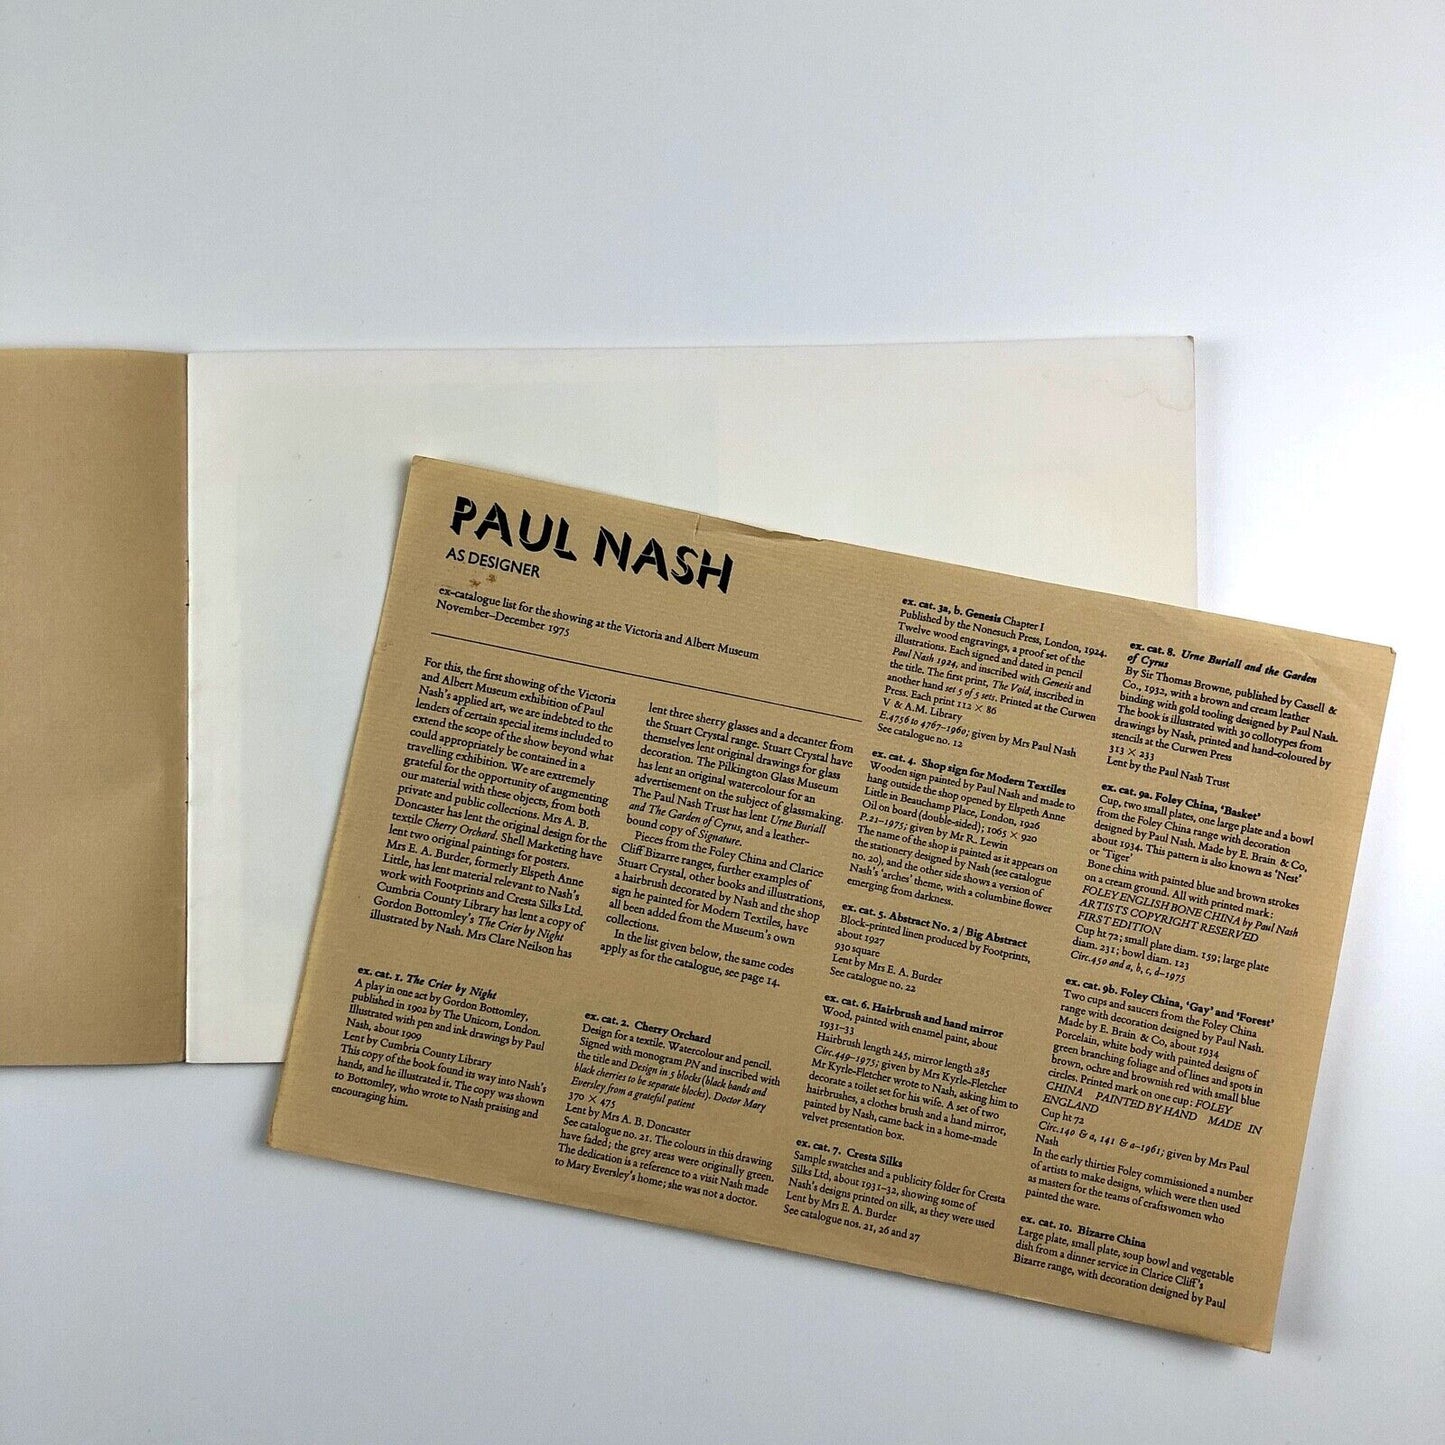 PAUL NASH
AS DESIGNER
ex-catalogue list for the showing at the Victoria and Albert Museum
November–December 1975
For this, the first showing of the Victoria
and Albert Museum exhibition of Paul
Nash's applied art, we are indebted to the
lenders of certain special items included to
extend the scope of the show beyond what
could appropriately be contained in a
travelling exhibition. We are extremely
grateful for the opportunity of augmenting
our material with these objects, from both
private and public collections. Mrs A. B.
Doncaster has lent the original design for the
textile Cherry Orchard. Shell Marketing have
lent two original paintings for posters.
Mrs E. A. Burder, formerly Elspeth Anne
Little, has lent material relevant to Nash's
work with Footprints and Cresta Silks Ltd.
Cumbria County Library has lent a copy of
Gordon Bottomley's The Crier by Night
illustrated by Nash. Mrs Clare Neilson has
lent three sherry glasses and a decanter from
the Stuart Crystal range. Stuart Crystal have
themselves lent original drawings for glass
decoration. The Pilkington Glass Museum
has lent an original watercolour for an
advertisement on the subject of glassmaking.
The Paul Nash Trust has lent Urne Buriall
and The Garden of Cyrus, and a leather-
bound copy of Signature.
Pieces from the Foley China and Clarice
Cliff Bizarre ranges, further examples of
Stuart Crystal, other books and illustrations,
a hairbrush decorated by Nash and the shop
sign he painted for Modern Textiles, have
all been added from the Museum's own
collections.
In the list given below, the same codes
apply as for the catalogue, see page 14.
ex. cat. 1. The Crier by Night
A play in one act by Gordon Bottomley,
published in 1902 by The Unicorn, London.
Illustrated with pen and ink drawings by Paul
Nash, about 1909
Lent by Cumbria County Library
This copy of the book found its way into Nash's
hands, and he illustrated it. The copy was shown
to Bottomley, who wrote to Nash praising and
encouraging him.
ex. cat. 2. Cherry Orchard
Design for a textile. Watercolour and pencil.
Signed with monogram PN and inscribed with
the title and Design in 5 blocks (black bands and
black cherries to be separate blocks). Doctor Mary
Eversley from a grateful patient
370 × 475
Lent by Mrs A. B. Doncaster
See catalogue no. 21. The colours in this drawing
have faded; the grey areas were originally green.
The dedication is a reference to a visit Nash made
to Mary Eversley's home; she was not a doctor.
ex. cat. 3a, b. Genesis Chapter I
Published by the Nonesuch Press, London, 1924.
Twelve wood engravings, a proof set of the
illustrations. Each signed and dated in pencil
Paul Nash 1924, and inscribed with Genesis and
the title. The first print, The Void, inscribed in
another hand set 5 of 5 sets. Printed at the Curwen
Press. Each print 112 × 86
V & A.M. Library
E.4756 to 4767–1960; given by Mrs Paul Nash
See catalogue no. 12
ex. cat. 4. Shop sign for Modern Textiles
Wooden sign painted by Paul Nash and made to
hang outside the shop opened by Elspeth Anne
Little in Beauchamp Place, London, 1926
Oil on board (double-sided); 1065 × 920
P.21–1975; given by Mr R. Lewin
The name of the shop is painted as it appears on
the stationery designed by Nash (see catalogue
no. 20), and the other side shows a version of
Nash's 'arches' theme, with a columbine flower
emerging from darkness.
ex. cat. 5. Abstract No. 2 / Big Abstract
Block-printed linen produced by Footprints,
about 1927
930 square
Lent by Mrs E. A. Burder
See catalogue no. 22
ex. cat. 6. Hairbrush and hand mirror
Wood, painted with enamel paint, about
1931–33
Hairbrush length 245, mirror length 285
Circ.449–1975; given by Mrs Kyrle-Fletcher
Mr Kyrle-Fletcher wrote to Nash, asking him to
decorate a toilet set for his wife. A set of two
hairbrushes, a clothes brush and a hand mirror,
painted by Nash, came back in a home-made
velvet presentation box.
ex. cat. 7. Cresta Silks
Sample swatches and a publicity folder for Cresta
Silks Ltd, about 1931–32, showing some of
Nash's designs printed on silk, as they were used
Lent by Mrs E. A. Burder
See catalogue nos. 21, 26 and 27
ex. cat. 8. Urne Buriall and the Garden
of Cyrus
By Sir Thomas Browne, published by Cassell &
Co., 1932, with a brown and cream leather
binding with gold tooling designed by Paul Nash.
The book is illustrated with 30 collotypes from
drawings by Nash, printed and hand-coloured by
stencils at the Curwen Press
313 × 233
Lent by the Paul Nash Trust
ex. cat. 9a. Foley China, 'Basket'
Cup, two small plates, one large plate and a bowl
from the Foley China range with decoration
designed by Paul Nash. Made by E. Brain & Co,
about 1934. This pattern is also known as 'Nest'
or 'Tiger'
Bone china with painted blue and brown strokes
on a cream ground. All with printed mark;
FOLEY ENGLISH BONE CHINA by Paul Nash
ARTISTS COPYRIGHT RESERVED
FIRST EDITION
Cup ht 72; small plate diam. 159; large plate
diam. 231; bowl diam. 123
Circ.450 and a, b, c, d–1975
ex. cat. 9b. Foley China, 'Gay' and 'Forest'
Two cups and saucers from the Foley China
range with decoration designed by Paul Nash.
Made by E. Brain & Co, about 1934
Porcelain, white body with painted designs of
green branching foliage and of lines and spots in
brown, ochre and brownish red with small blue
circles. Printed mark on one cup: FOLEY
CHINA PAINTED BY HAND MADE IN
ENGLAND
Cup ht 72
Circ.140 & a, 141 & a–1961; given by Mrs Paul
Nash
In the early thirties Foley commissioned a number
of artists to make designs, which were then used
as masters for the teams of craftswomen who
painted the ware.
ex. cat. 10. Bizarre China
Large plate, small plate, soup bowl and vegetable
dish from a dinner service in Clarice Cliff's
Bizarre range, with decoration designed by Paul